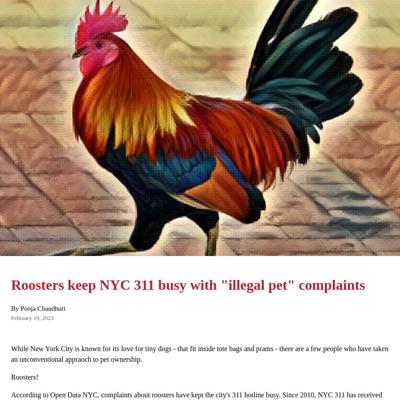 Roosters keep NYC 311 busy with "illegal pet" complaints
By Pooja Chaudhuri
February 19, 2023
While New York City is known for its love for tiny dogs - that fit inside tote bags and prams - there are a few people who have taken
an unconventional appraoch to pet ownership.
Roosters!
According to Open Data NYC, complaints about roosters have kept the city's 311 hotline busy. Since 2010, NYC 311 has received